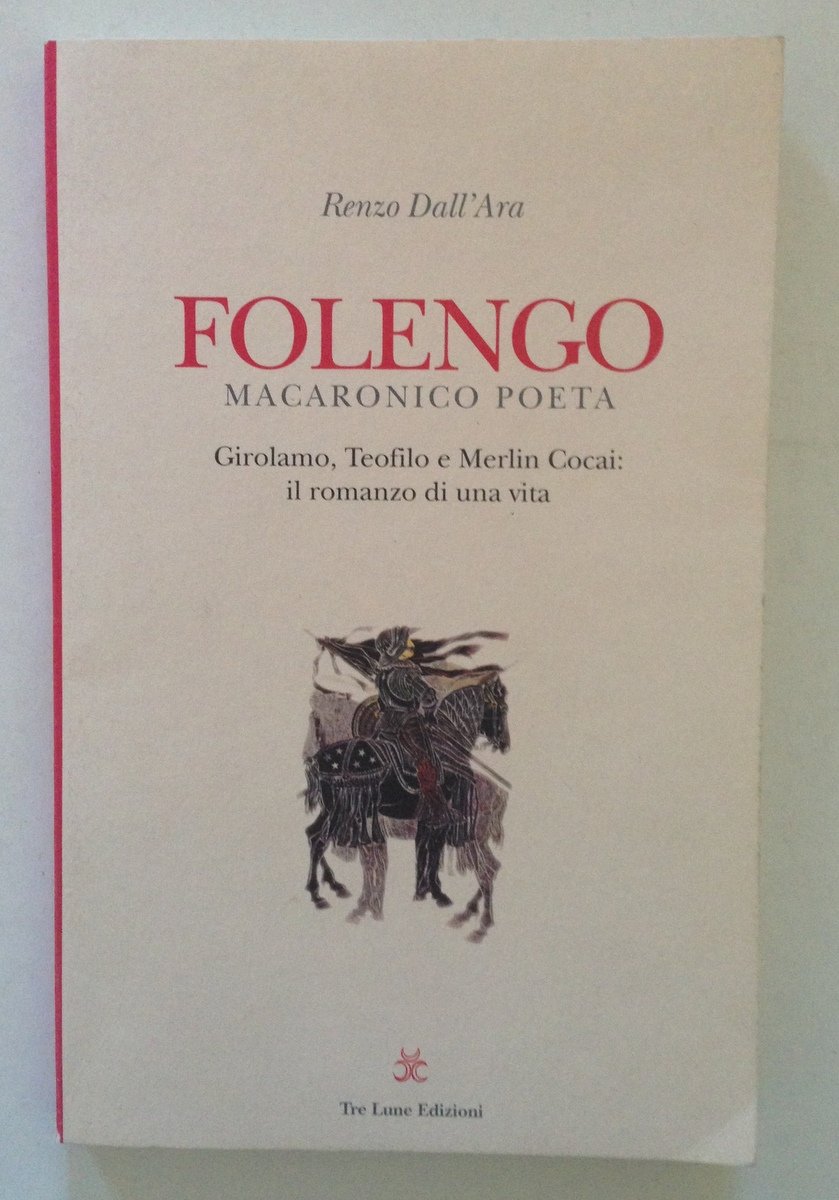 Renzo Dall'Ara
FOLENGO
MACARONICO POETA
Girolamo, Teofilo e Merlin Cocai:
il romanzo di una vita
Tre Lune Edizioni